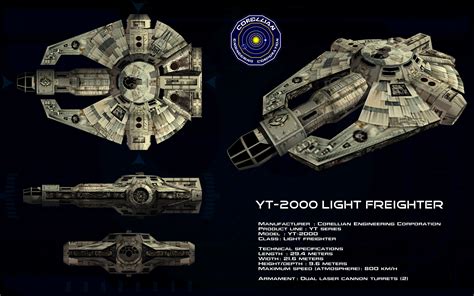 CORELLIAN
ENGINEERING CORPORATION
YT-2000 LIGHT FREIGHTER
Manufacturer : Corellian Engineering Corporation
Product line : YT series
Model : YT-2000
Class: Light freighter
Technical specifications
Length : 29.4 meters
Width : 21.6 meters
Height/depth : 9.6 meters
Maximum speed (atmosphere): 800 km/h
Armament : Dual laser cannon turrets (2)